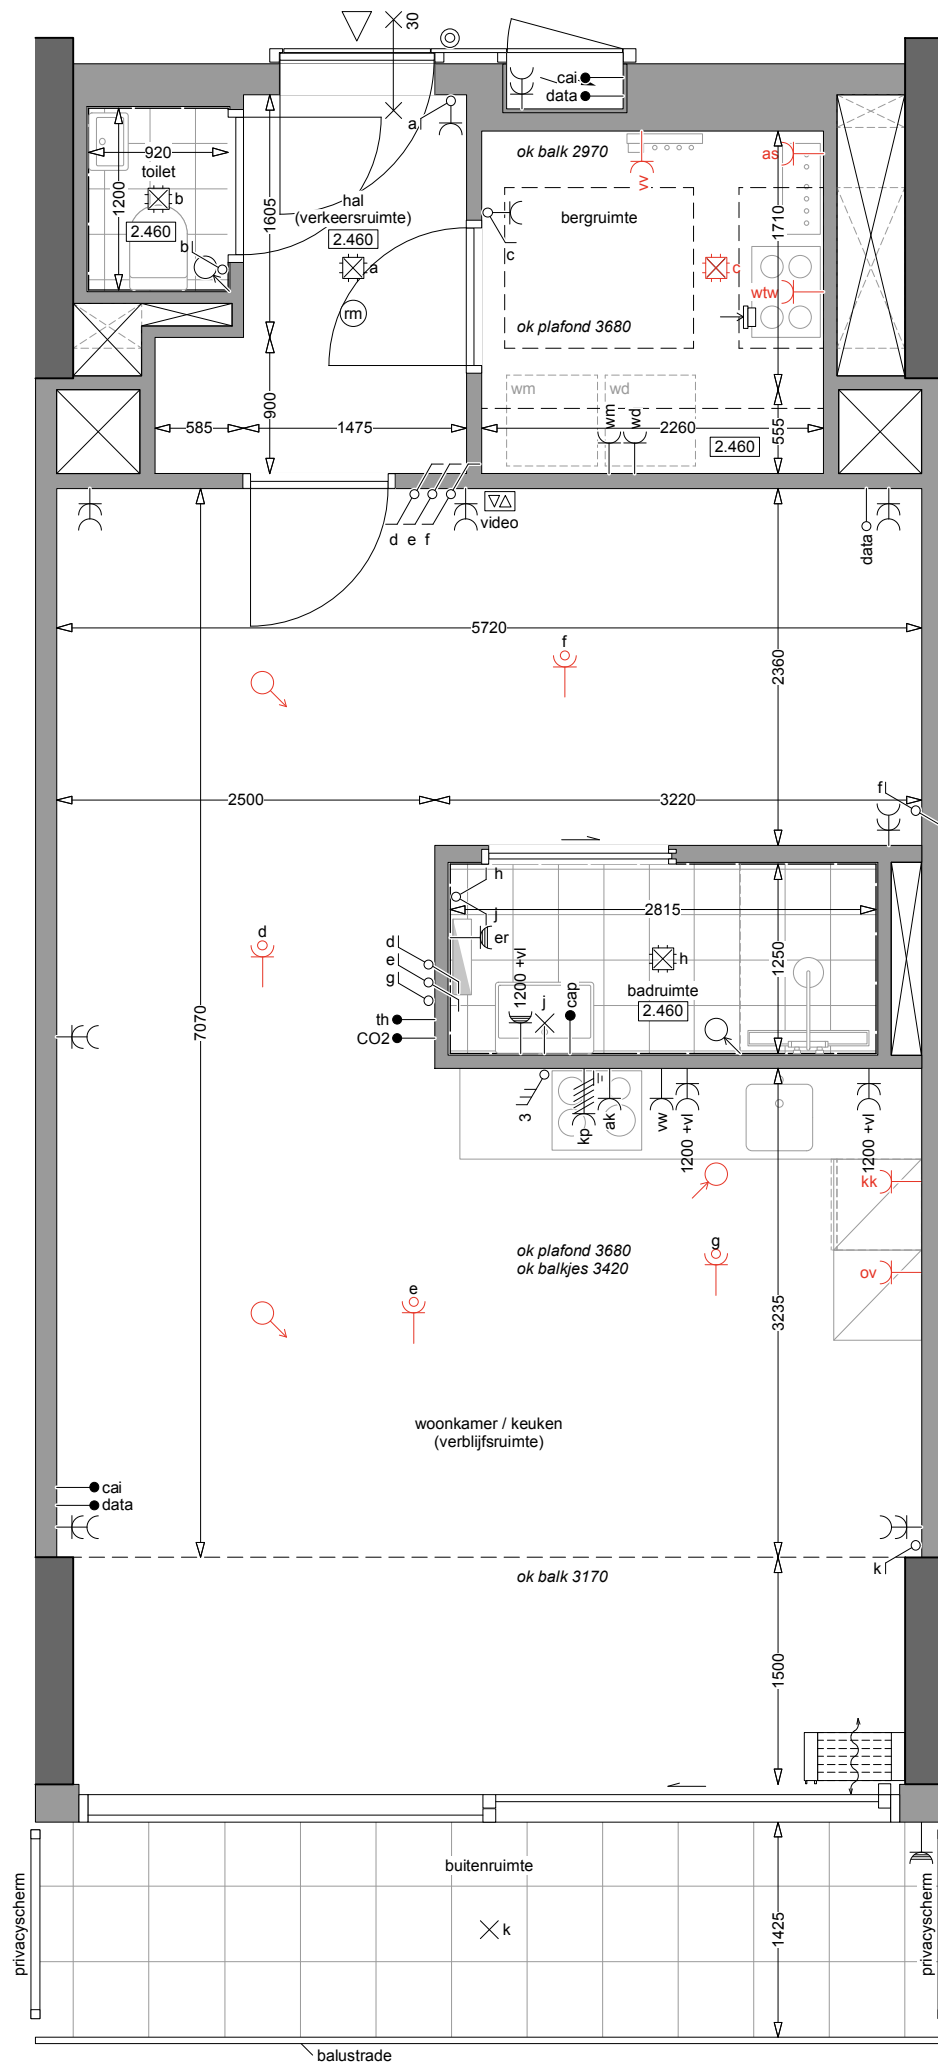 30
cai
data
a
ok balk 2970
as
vv
920
toilet
1200
b
2.460
b
1605
hal
(verkeersruimte)
2.460
a
rm
bergruimte
c
c
1710
wtw
ok plafond 3680
wm
wd
wm
wd
900
585
1475
2260
2.460
555
d e f
video
data
5720
f
2360
7070
2500
3220
f
h
j
2815
er
d
d
e
g
1200 +vl
j
cap
h
badruimte
2.460
1250
th
CO2
3
kp
ak
vw
1200 +vl
1200 +vl
kk
ok plafond 3680
ok balkjes 3420
g
ov
e
3235
woonkamer / keuken
(verblijfsruimte)
cai
data
k
ok balk 3170
1500
buitenruimte
privacyscherm
privacyscherm
k
1425
balustrade